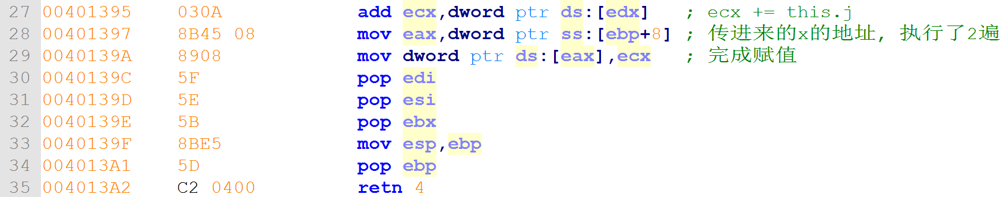 27 00401395 030A add ecx,dword ptr ds:[edx] ; ecx += this.j
28 00401397 8B45 08 mov eax,dword ptr ss:[ebp+8] ; 传进来的x的地址, 执行了2遍
29 0040139A 8908 mov dword ptr ds:[eax],ecx ; 完成赋值
30 0040139C 5F pop edi
31 0040139D 5E pop esi
32 0040139E 5B pop ebx
33 0040139F 8BE5 mov esp,ebp
34 004013A1 5D pop ebp
35 004013A2 C2 0400 retn 4